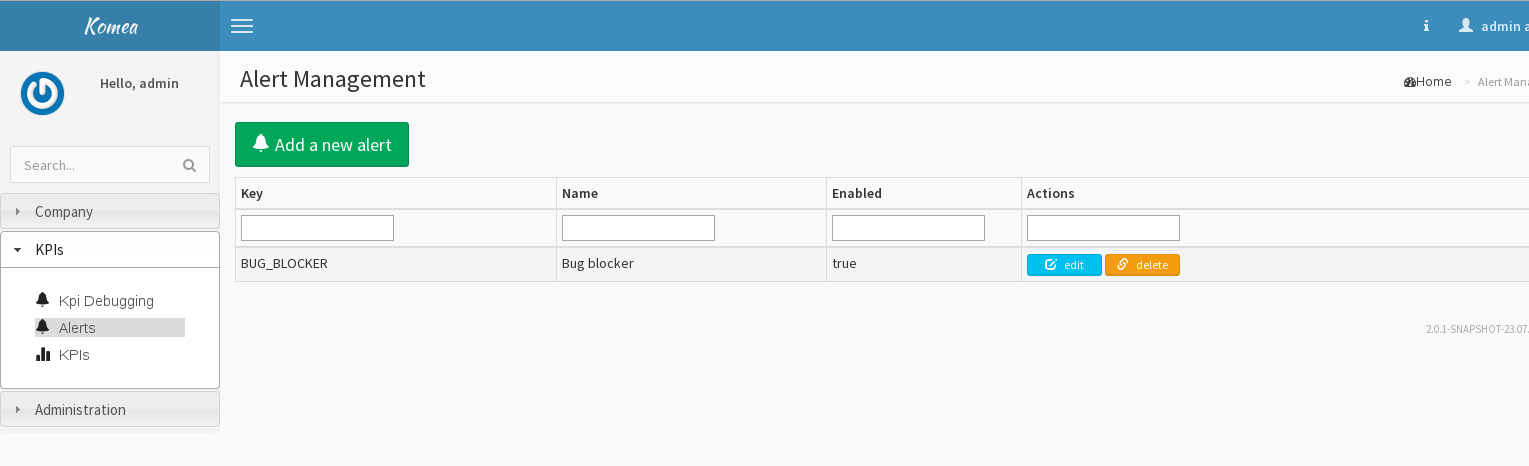 Komea
admin a
Hello, admin
Alert Management
Home > Alert Mana
Add a new alert
Search...
Key Name Enabled Actions
BUG_BLOCKER Bug blocker true edit delete
Company
KPIs
Kpi Debugging
Alerts
KPIs
Administration
2.0.1-SNAPSHOT-23.07.